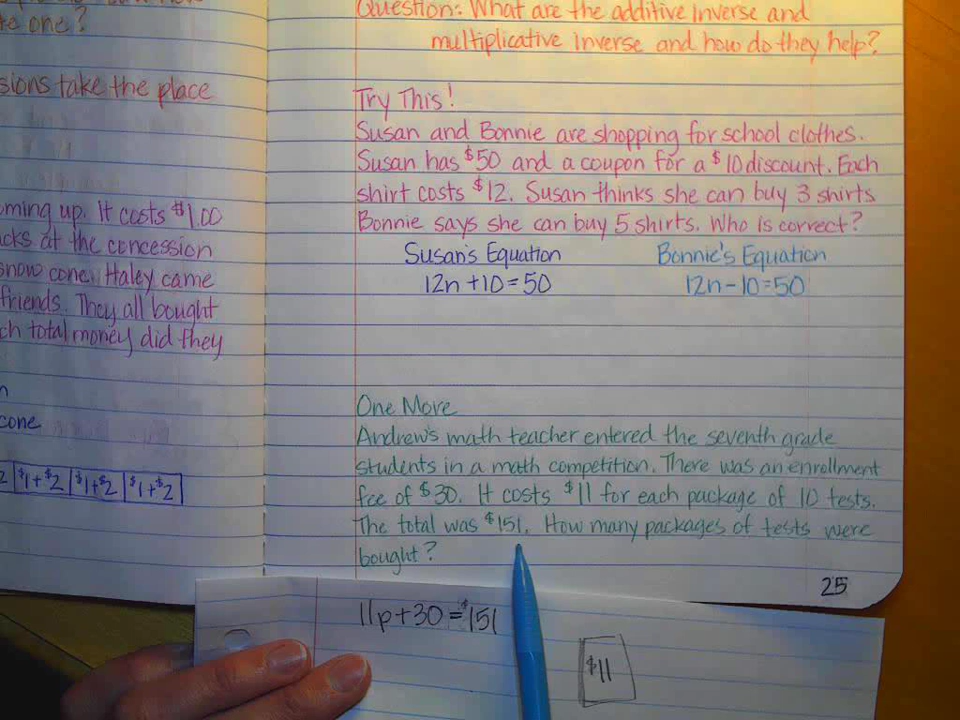 te one?
sions take the place
oming up. It costs $1.00
cks at the concession
snow cone. Haley came
friends. They all bought
ch total money did they
n
cone
2 $1+$2 $1+$2 $1+$2
Question: What are the additive inverse and
multiplicative inverse and how do they help?
Try This!
Susan and Bonnie are shopping for school clothes.
Susan has $50 and a coupon for a $10 discount. Each
shirt costs $12. Susan thinks she can buy 3 shirts
Bonnie says she can buy 5 shirts. Who is correct?
Susan's Equation Bonnie's Equation
12n+10=50 12n-10=50
One More
Andrew's math teacher entered the seventh grade
students in a math competition. There was an enrollment
fee of $30. It costs $11 for each package of 10 tests.
The total was $151. How many packages of tests were
bought?
25
11p+30=$151
$11